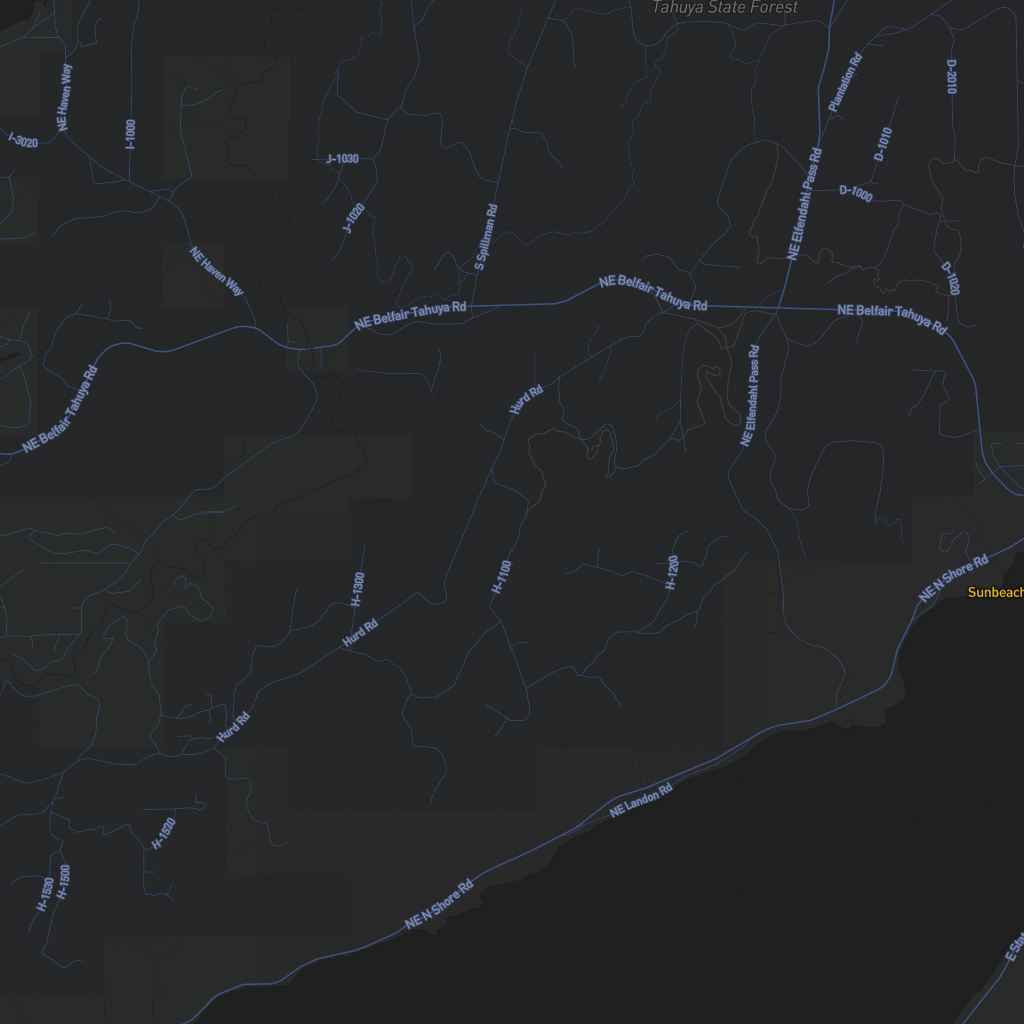 Tahuya State Forest
NE Haven Way
I-3020
I-1000
J-1030
J-1020
S Spillman Rd
Plantation Rd
D-2010
D-1010
D-1000
D-1020
NE Elfendahl Pass Rd
NE Haven Way
NE Belfair Tahuya Rd
NE Belfair Tahuya Rd
NE Belfair Tahuya Rd
NE Belfair Tahuya Rd
Hurd Rd
NE Elfendahl Pass Rd
H-1100
H-1200
H-1300
Hurd Rd
NE N Shore Rd
Sunbeach
Hurd Rd
NE Landon Rd
H-1520
H-1530
H-1500
NE N Shore Rd